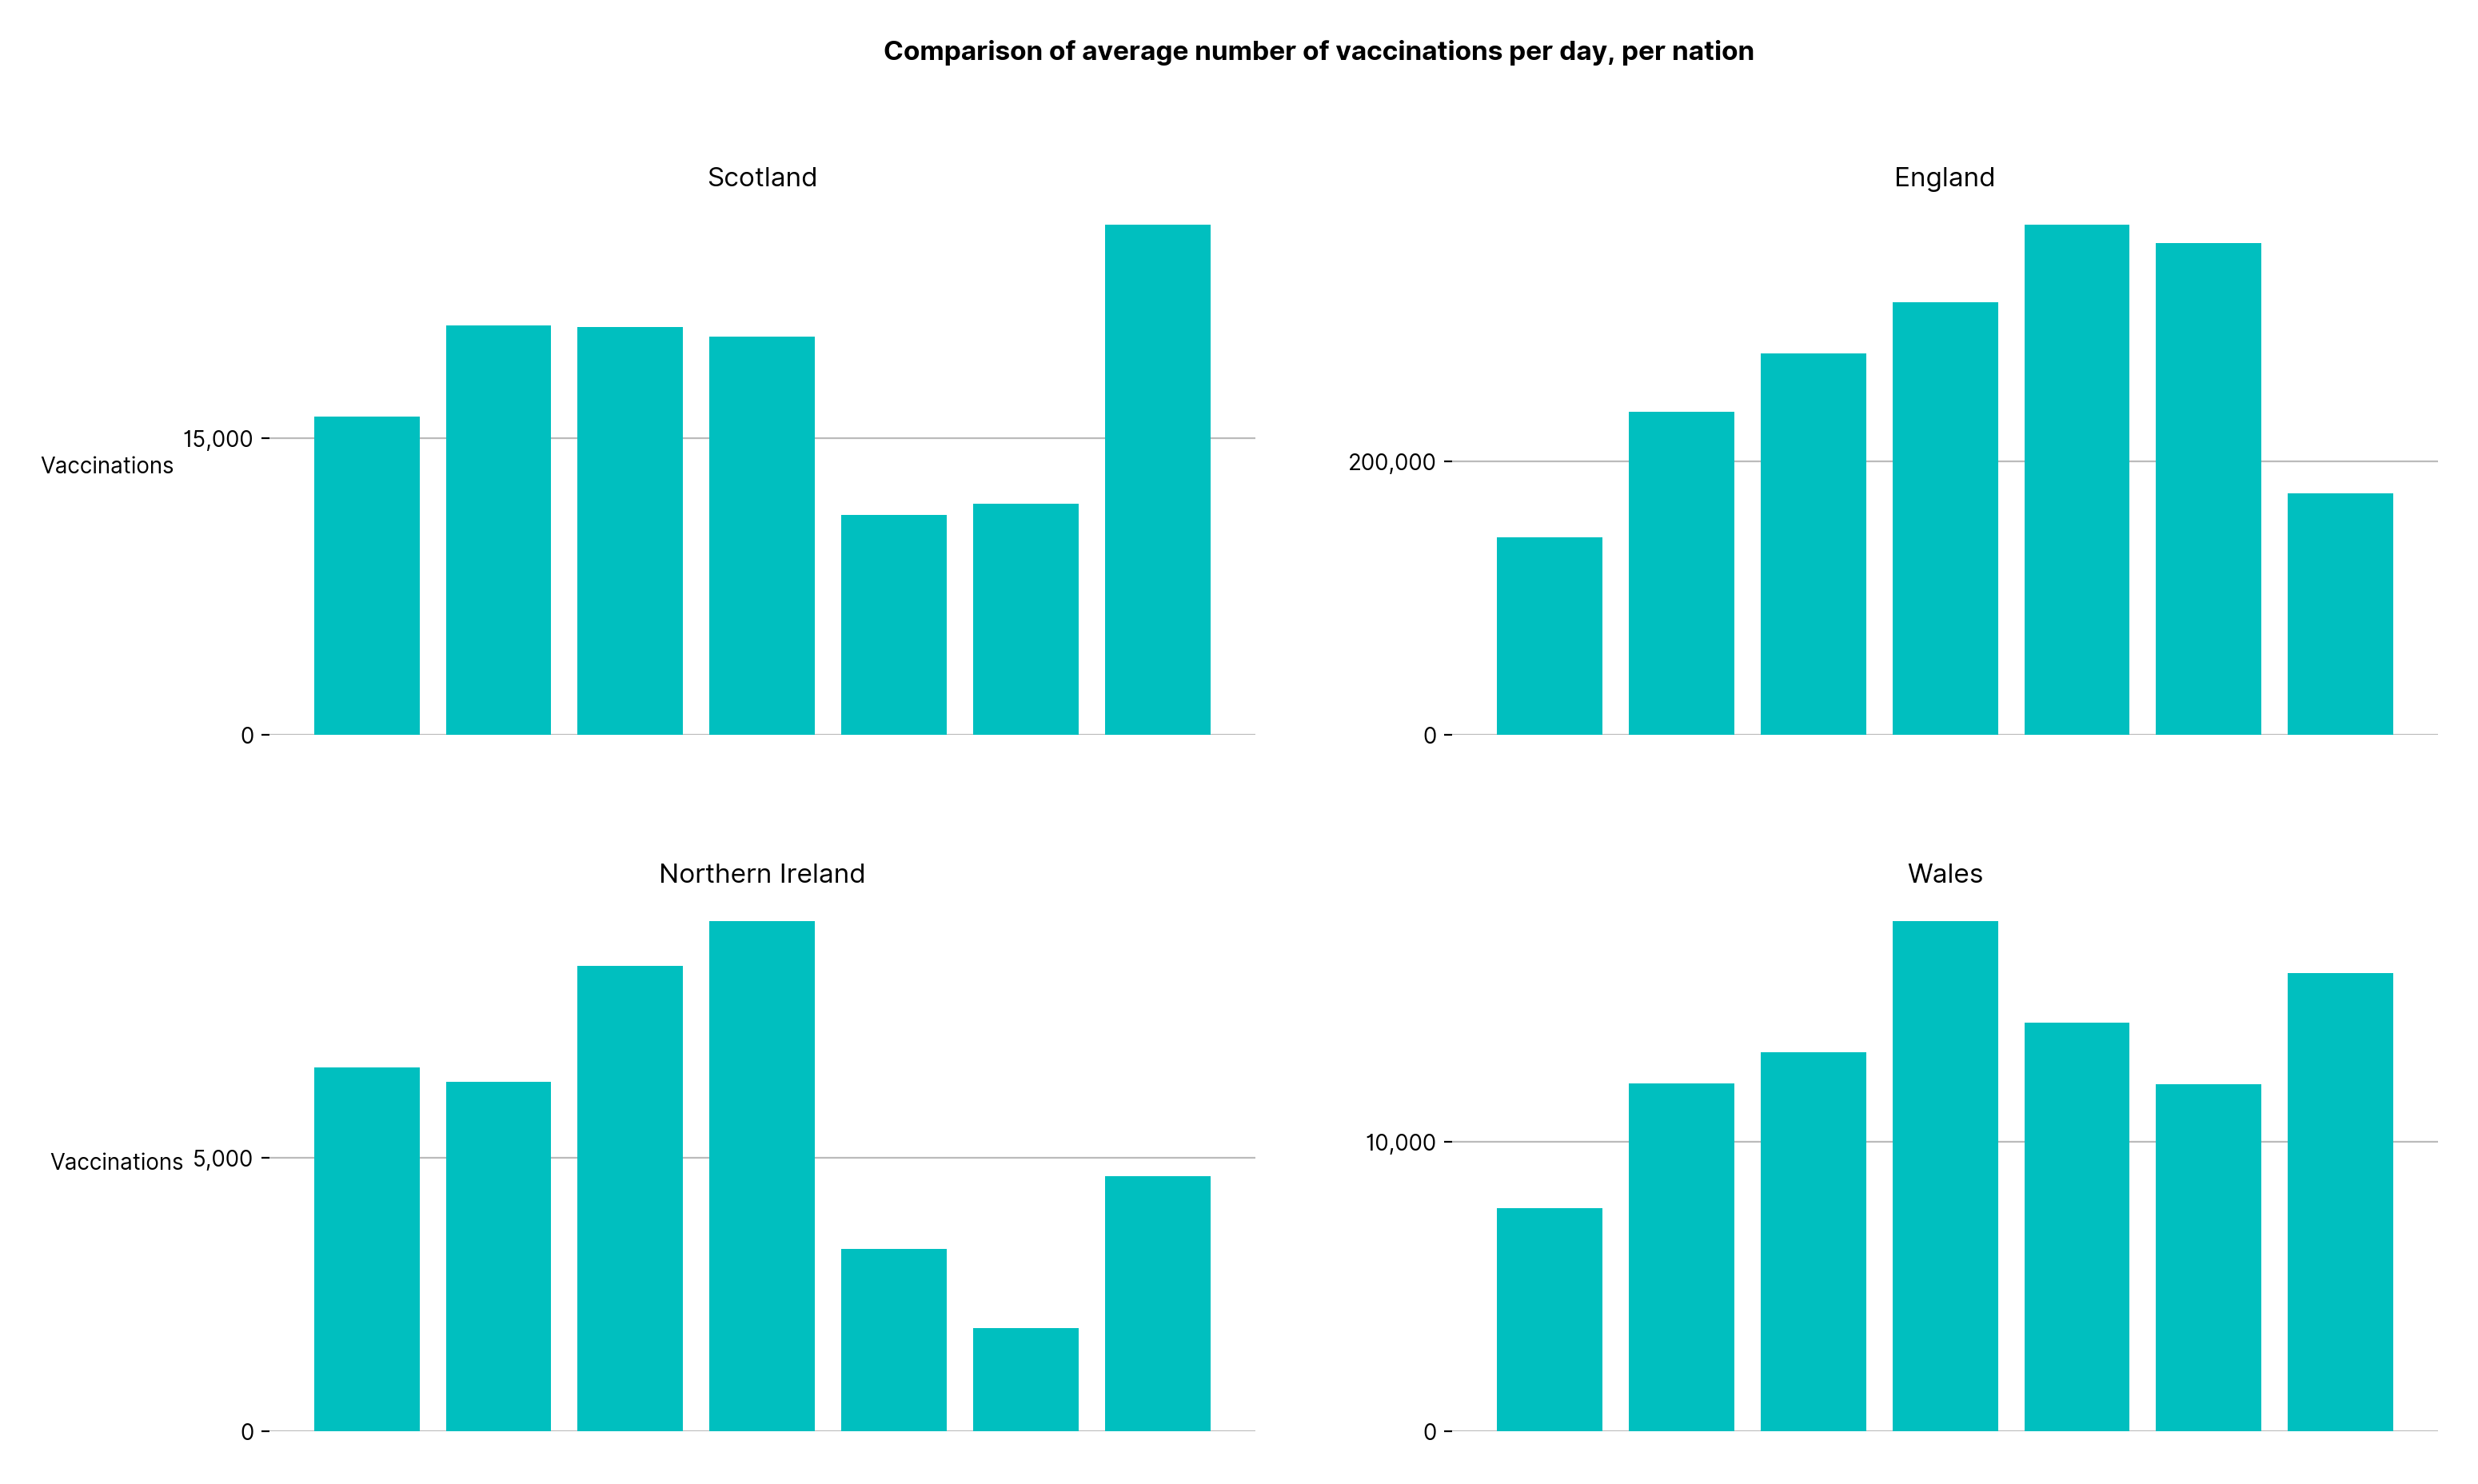 Comparison of average number of vaccinations per day, per nation
Scotland
England
15,000
Vaccinations
200,000
0
0
Northern Ireland
Wales
Vaccinations
5,000
10,000
0
0